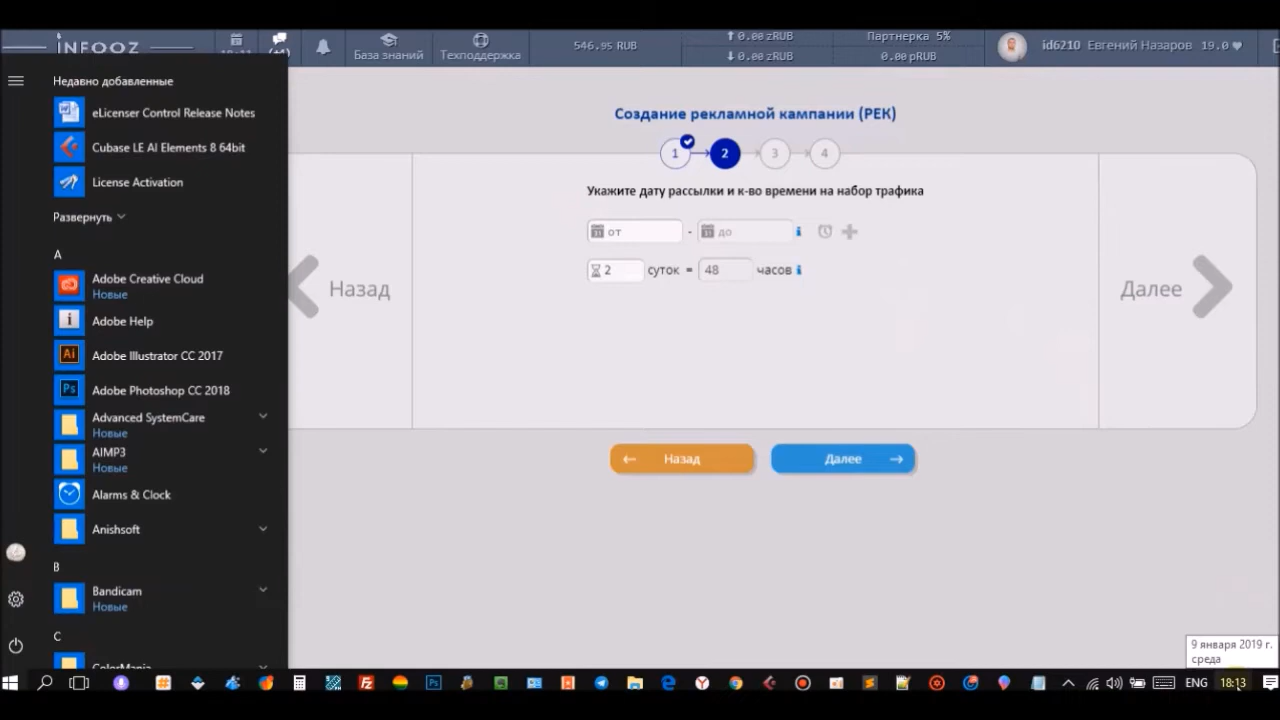 INFOOZ
База знаний
Техподдержка
546.95 RUB
↑ 0.00 zRUB
↓ 0.00 zRUB
Партнерка 5%
0.00 pRUB
id6210 Евгений Назаров 19.0
Недавно добавленные
eLicenser Control Release Notes
Cubase LE AI Elements 8 64bit
License Activation
Развернуть
A
Adobe Creative Cloud
Новые
Adobe Help
Adobe Illustrator CC 2017
Adobe Photoshop CC 2018
Advanced SystemCare
Новые
AIMP3
Новые
Alarms & Clock
Anishsoft
B
Bandicam
Новые
C
ColorMania
Создание рекламной кампании (РЕК)
1 2 3 4
Укажите дату рассылки и к-во времени на набор трафика
от - до
2 суток = 48 часов
Назад
Далее
← Назад
Далее →
9 января 2019 г.
среда
ENG 18:13